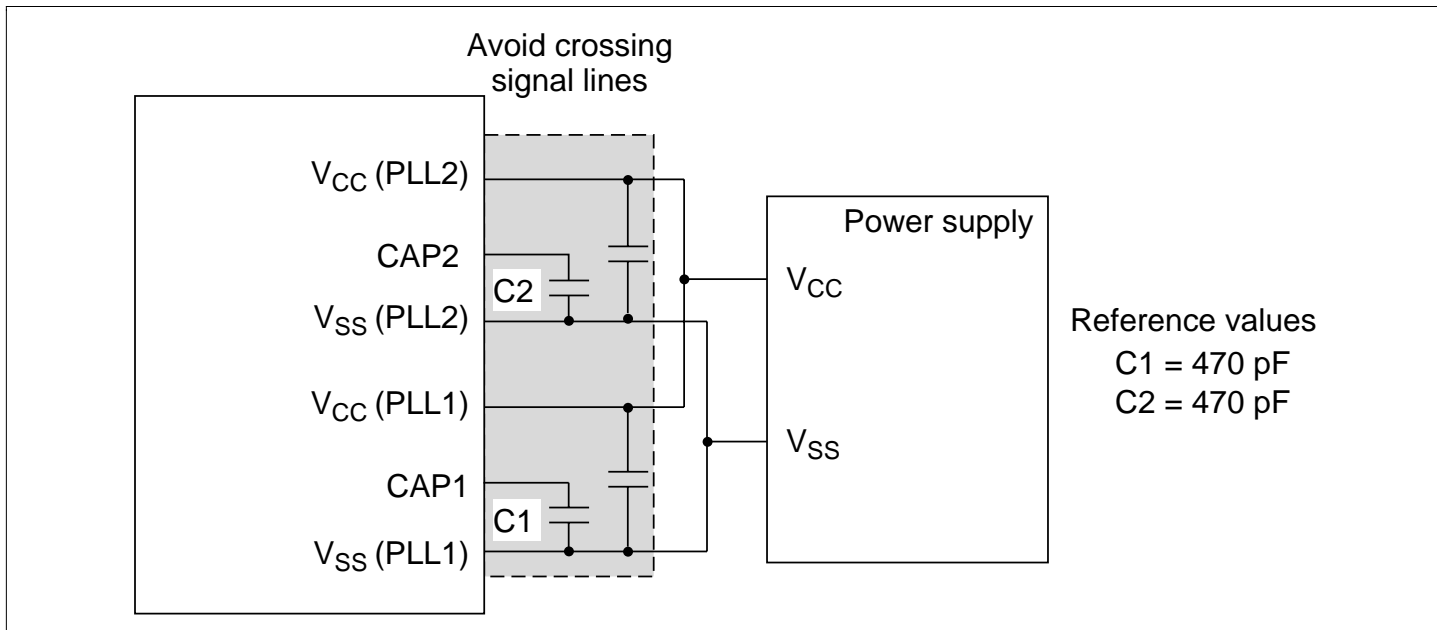 Avoid crossing
signal lines
VCC (PLL2)
CAP2
C2
VSS (PLL2)
VCC (PLL1)
CAP1
C1
VSS (PLL1)
Power supply
VCC
VSS
Reference values
C1 = 470 pF
C2 = 470 pF